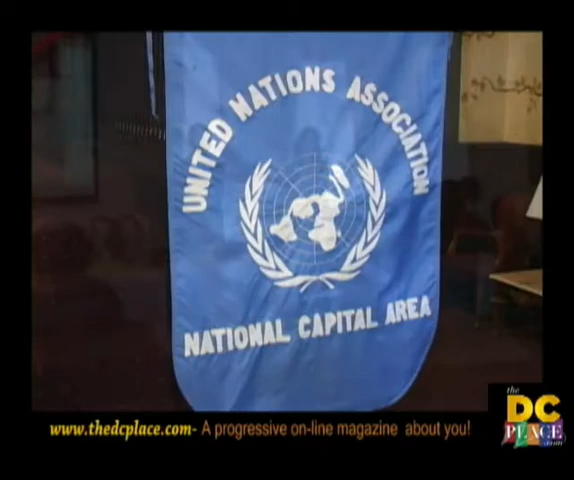 UNITED NATIONS ASSOCIATION
NATIONAL CAPITAL AREA
www.thedcplace.com- A progressive on-line magazine about you!
the
DC
PLACE
.com